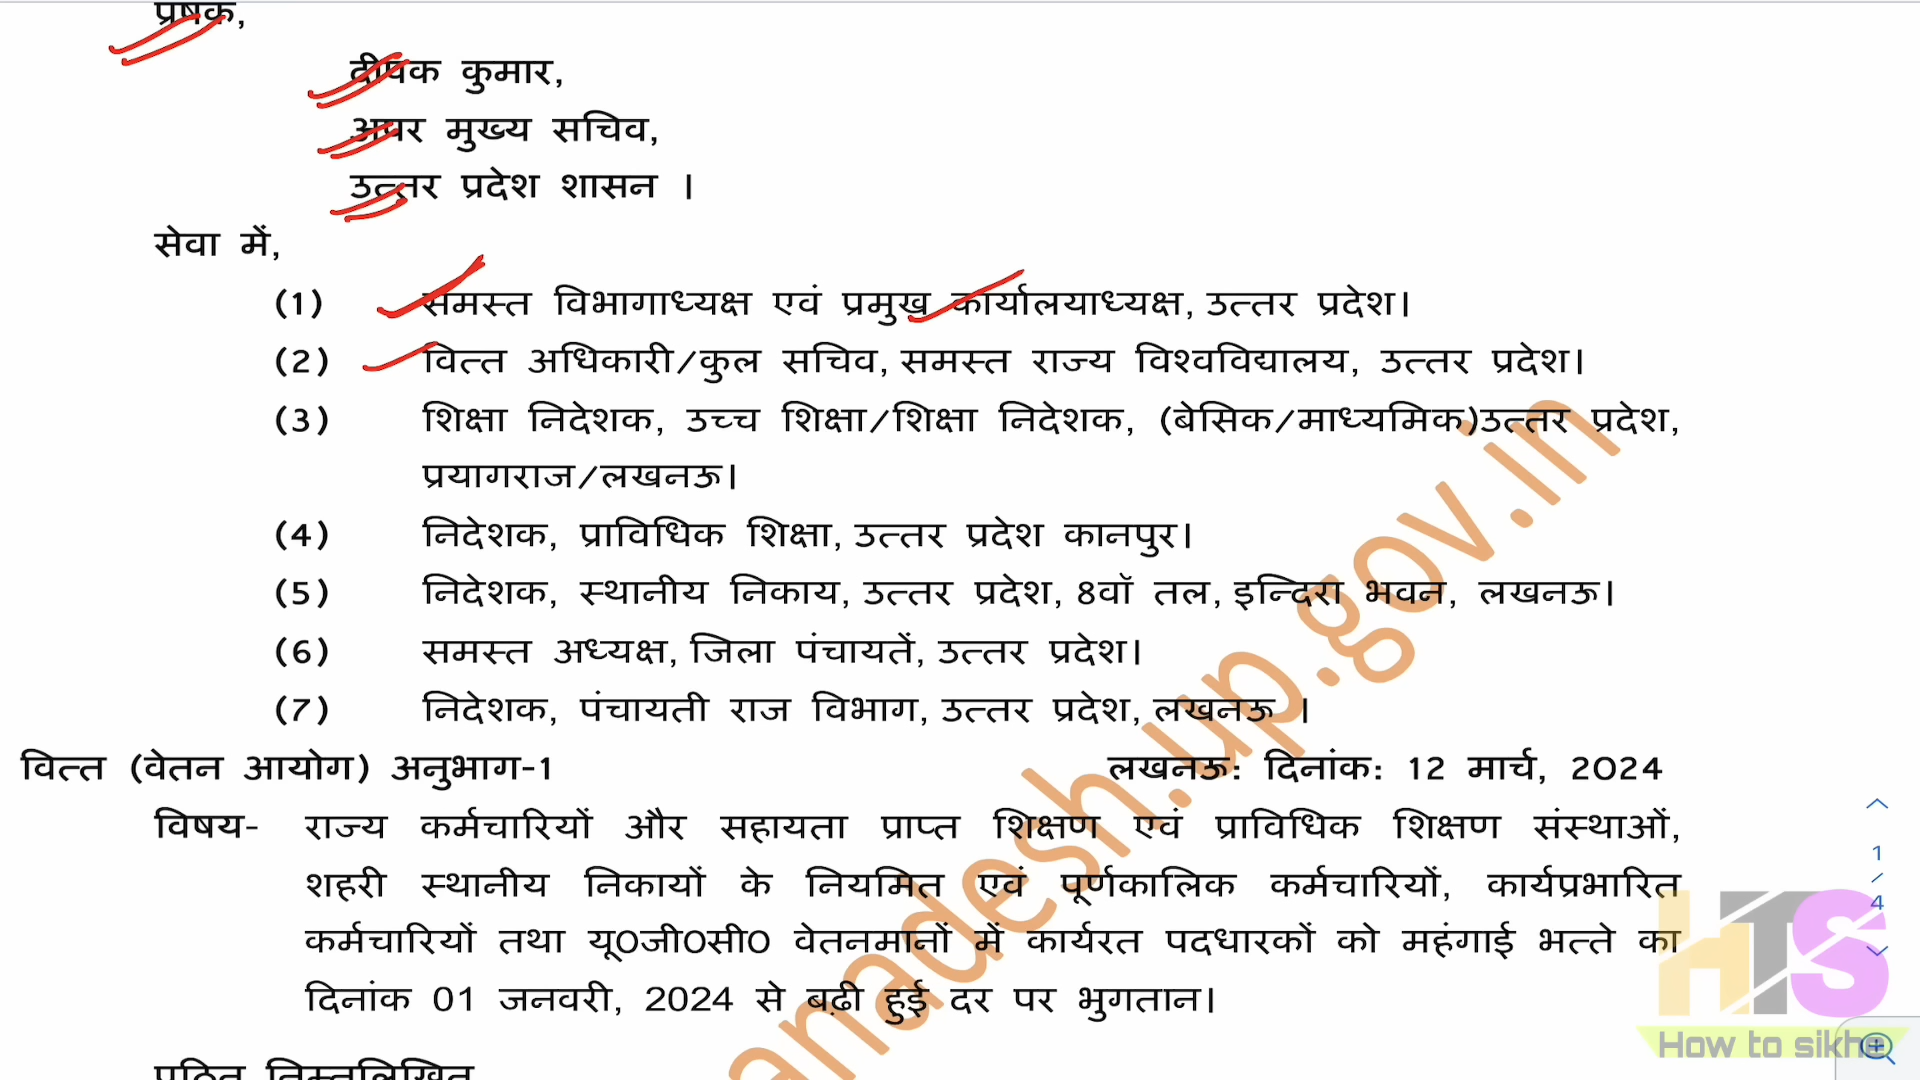 प्रेषक,
दीपक कुमार,
अपर मुख्य सचिव,
उत्तर प्रदेश शासन ।
सेवा में,
(1) समस्त विभागाध्यक्ष एवं प्रमुख कार्यालयाध्यक्ष, उत्तर प्रदेश।
(2) वित्त अधिकारी/कुल सचिव, समस्त राज्य विश्वविद्यालय, उत्तर प्रदेश।
(3) शिक्षा निदेशक, उच्च शिक्षा/शिक्षा निदेशक, (बेसिक/माध्यमिक)उत्तर प्रदेश,
प्रयागराज/लखनऊ।
(4) निदेशक, प्राविधिक शिक्षा, उत्तर प्रदेश कानपुर।
(5) निदेशक, स्थानीय निकाय, उत्तर प्रदेश, 8वॉ तल, इन्दिरा भवन, लखनऊ।
(6) समस्त अध्यक्ष, जिला पंचायतें, उत्तर प्रदेश।
(7) निदेशक, पंचायती राज विभाग, उत्तर प्रदेश, लखनऊ ।
वित्त (वेतन आयोग) अनुभाग-1 लखनऊः दिनांकः 12 मार्च, 2024
विषय- राज्य कर्मचारियों और सहायता प्राप्त शिक्षण एवं प्राविधिक शिक्षण संस्थाओं,
शहरी स्थानीय निकायों के नियमित एवं पूर्णकालिक कर्मचारियों, कार्यप्रभारित
कर्मचारियों तथा यू0जी0सी0 वेतनमानों में कार्यरत पदधारकों को महंगाई भत्ते का
दिनांक 01 जनवरी, 2024 से बढ़ी हुई दर पर भुगतान।
anadesh.up.gov.in
1
/
4
HTS
How to sikhe